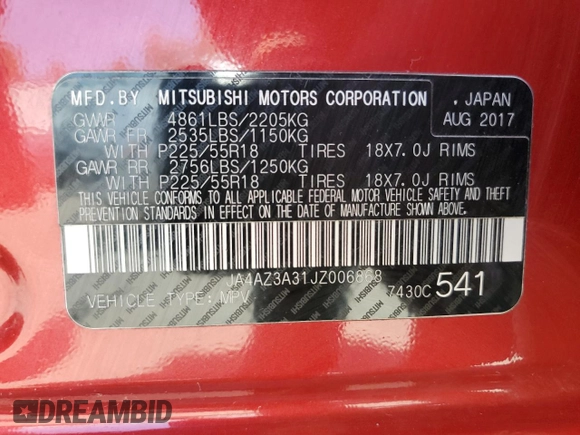 MFD.BY MITSUBISHI MOTORS CORPORATION , JAPAN
GVWR 4861LBS/2205KG AUG 2017
GAWR FR 2535LBS/1150KG
WITH P225/55R18 TIRES 18X7.0J RIMS
GAWR RR 2756LBS/1250KG
WITH P225/55R18 TIRES 18X7.0J RIMS
THIS VEHICLE CONFORMS TO ALL APPLICABLE FEDERAL MOTOR VEHICLE SAFETY AND THEFT
PREVENTION STANDARDS IN EFFECT ON THE DATE OF MANUFACTURE SHOWN ABOVE.
JA4AZ3A31JZ006868
VEHICLE TYPE: MPV 7430C 541
DREAMBID